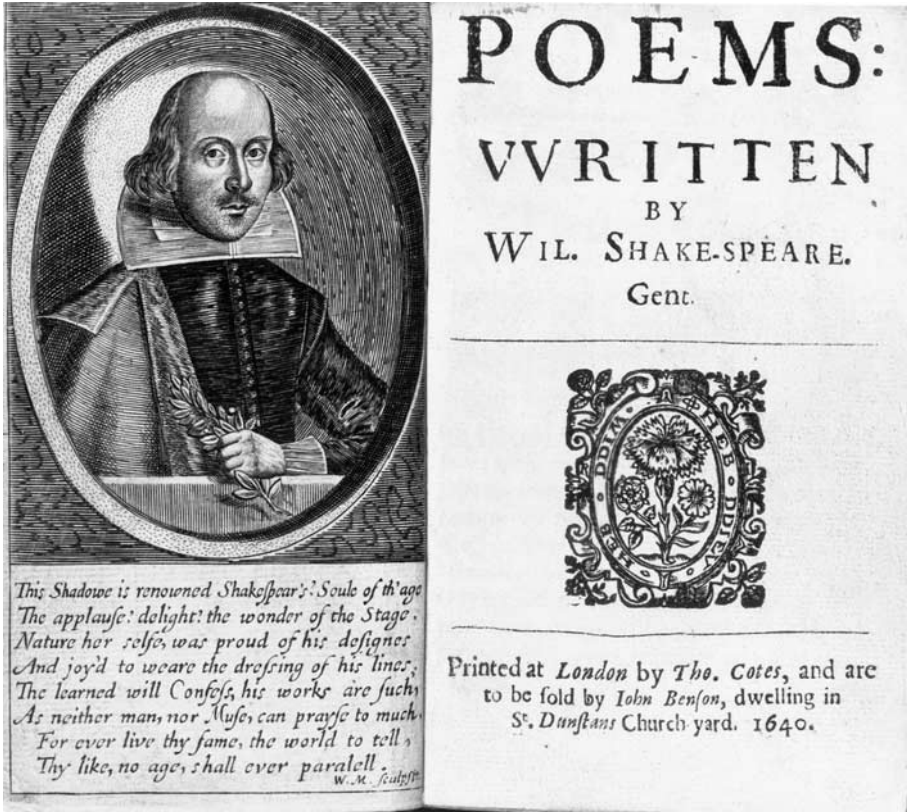 This Shadowe is renowned Shakeſpear's? Soule of th'age
The applauſe? delight? the wonder of the Stage.
Nature her ſelfe, was proud of his deſignes
And joy'd to weare the dreſſing of his lines;
The learned will Confeſs, his works are ſuch,
As neither man, nor Muſe, can prayſe to much.
For ever live thy fame, the world to tell,
Thy like, no age, shall ever paralell.
W. M. ſculpſit.
POEMS:
VVRITTEN
BY
WIL. SHAKE-SPEARE.
Gent.
Printed at London by Tho. Cotes, and are
to be ſold by Iohn Benſon, dwelling in
St. Dunſtans Church-yard. 1640.